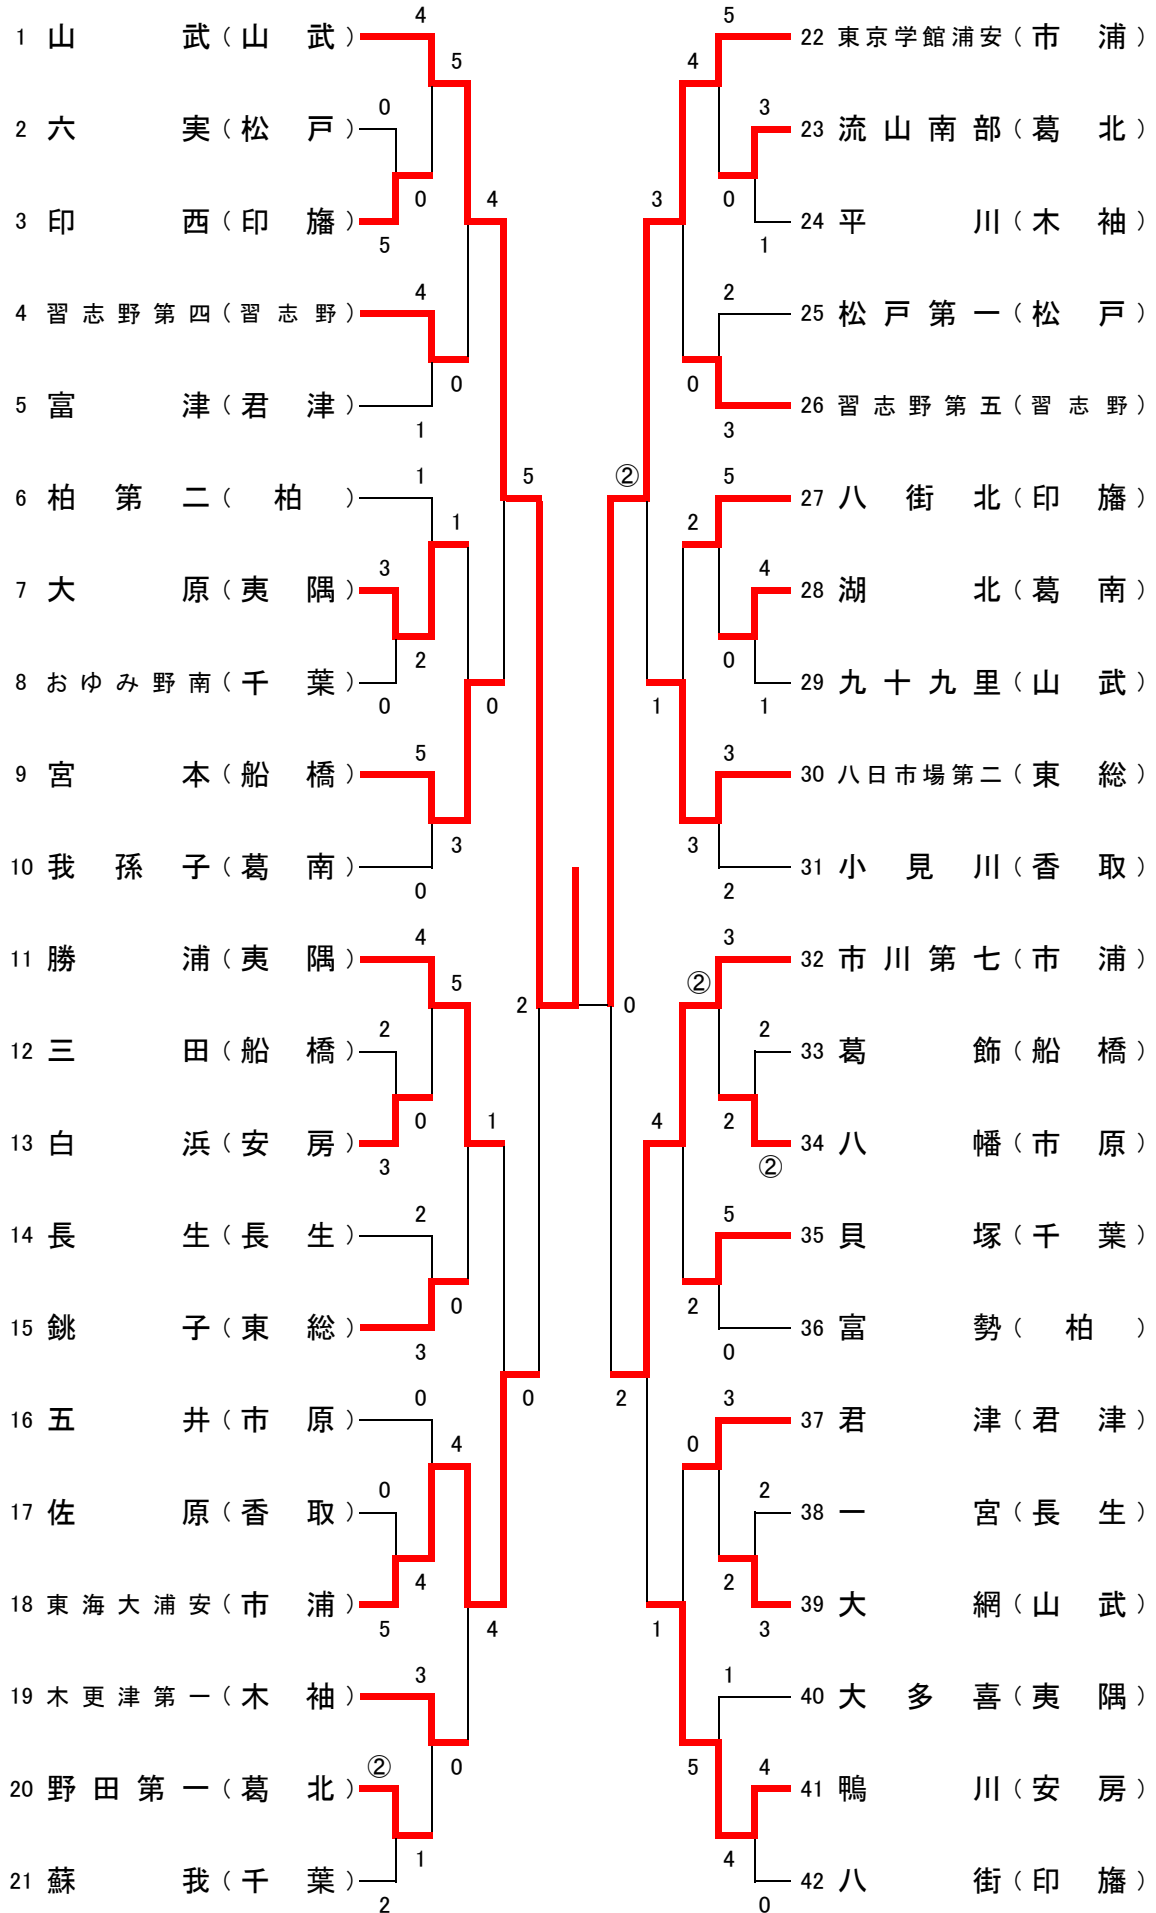 4
1 山武（山武）
5
0
2 六実（松戸）
4
0
3 印西（印旛）
5
4
4 習志野第四（習志野）
0
5 富津（君津）
1
1
5
6 柏第二（柏）
1
3
7 大原（夷隅）
2
8 おゆみ野南（千葉）
0
0
5
9 宮本（船橋）
3
10 我孫子（葛南）
0
4
11 勝浦（夷隅）
5
2
2
12 三田（船橋）
0
1
13 白浜（安房）
3
2
14 長生（長生）
0
15 銚子（東総）
3
0
0
16 五井（市原）
4
0
17 佐原（香取）
4
18 東海大浦安（市浦）
5
4
3
19 木更津第一（木袖）
②
0
20 野田第一（葛北）
1
21 蘇我（千葉）
2
5
22 東京学館浦安（市浦）
4
3
23 流山南部（葛北）
3
0
24 平川（木袖）
1
2
25 松戸第一（松戸）
0
26 習志野第五（習志野）
3
②
5
27 八街北（印旛）
2
4
28 湖北（葛南）
0
29 九十九里（山武）
1
1
3
30 八日市場第二（東総）
3
31 小見川（香取）
2
3
32 市川第七（市浦）
②
0
2
33 葛飾（船橋）
4
2
34 八幡（市原）
②
5
35 貝塚（千葉）
2
36 富勢（柏）
0
2
3
37 君津（君津）
0
2
38 一宮（長生）
2
39 大網（山武）
3
1
1
40 大多喜（夷隅）
5
4
41 鴨川（安房）
4
42 八街（印旛）
0